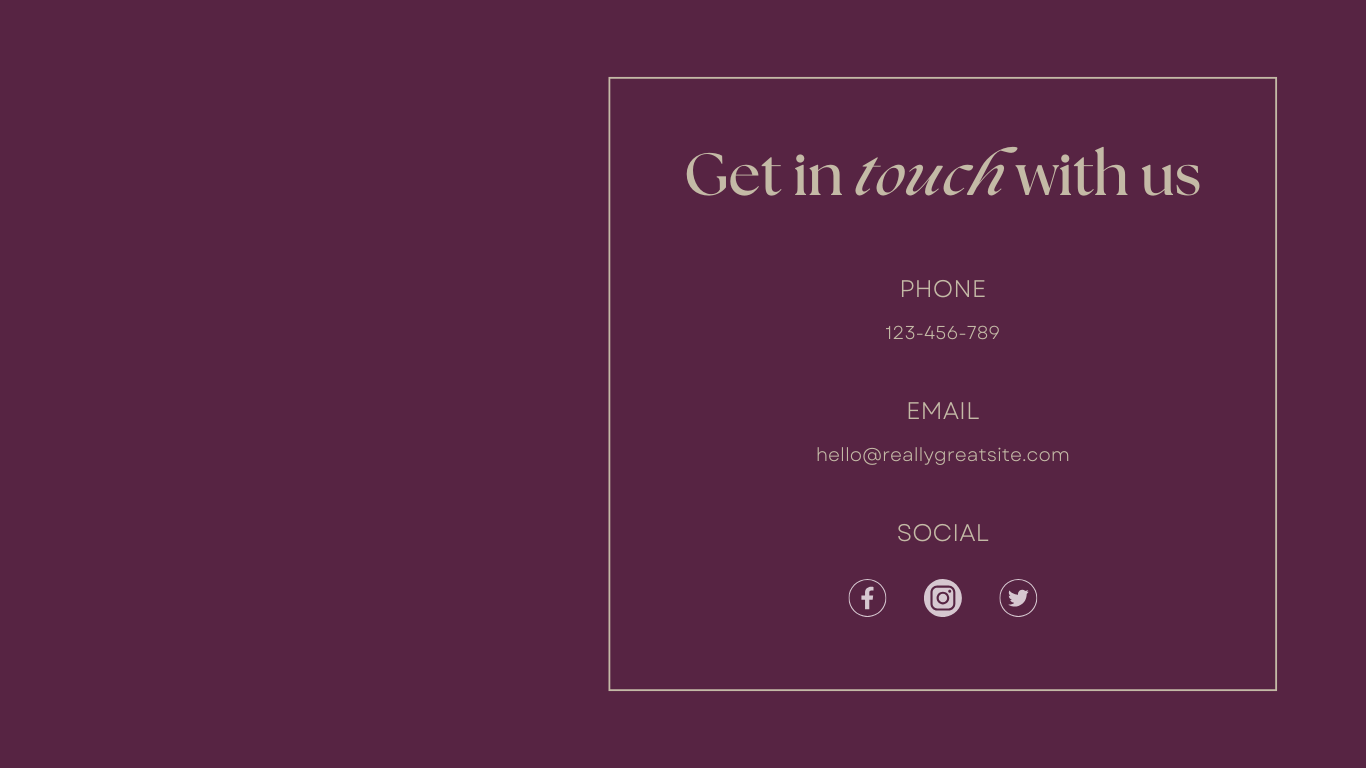 Get in touch with us
PHONE
123-456-789
EMAIL
hello@reallygreatsite.com
SOCIAL